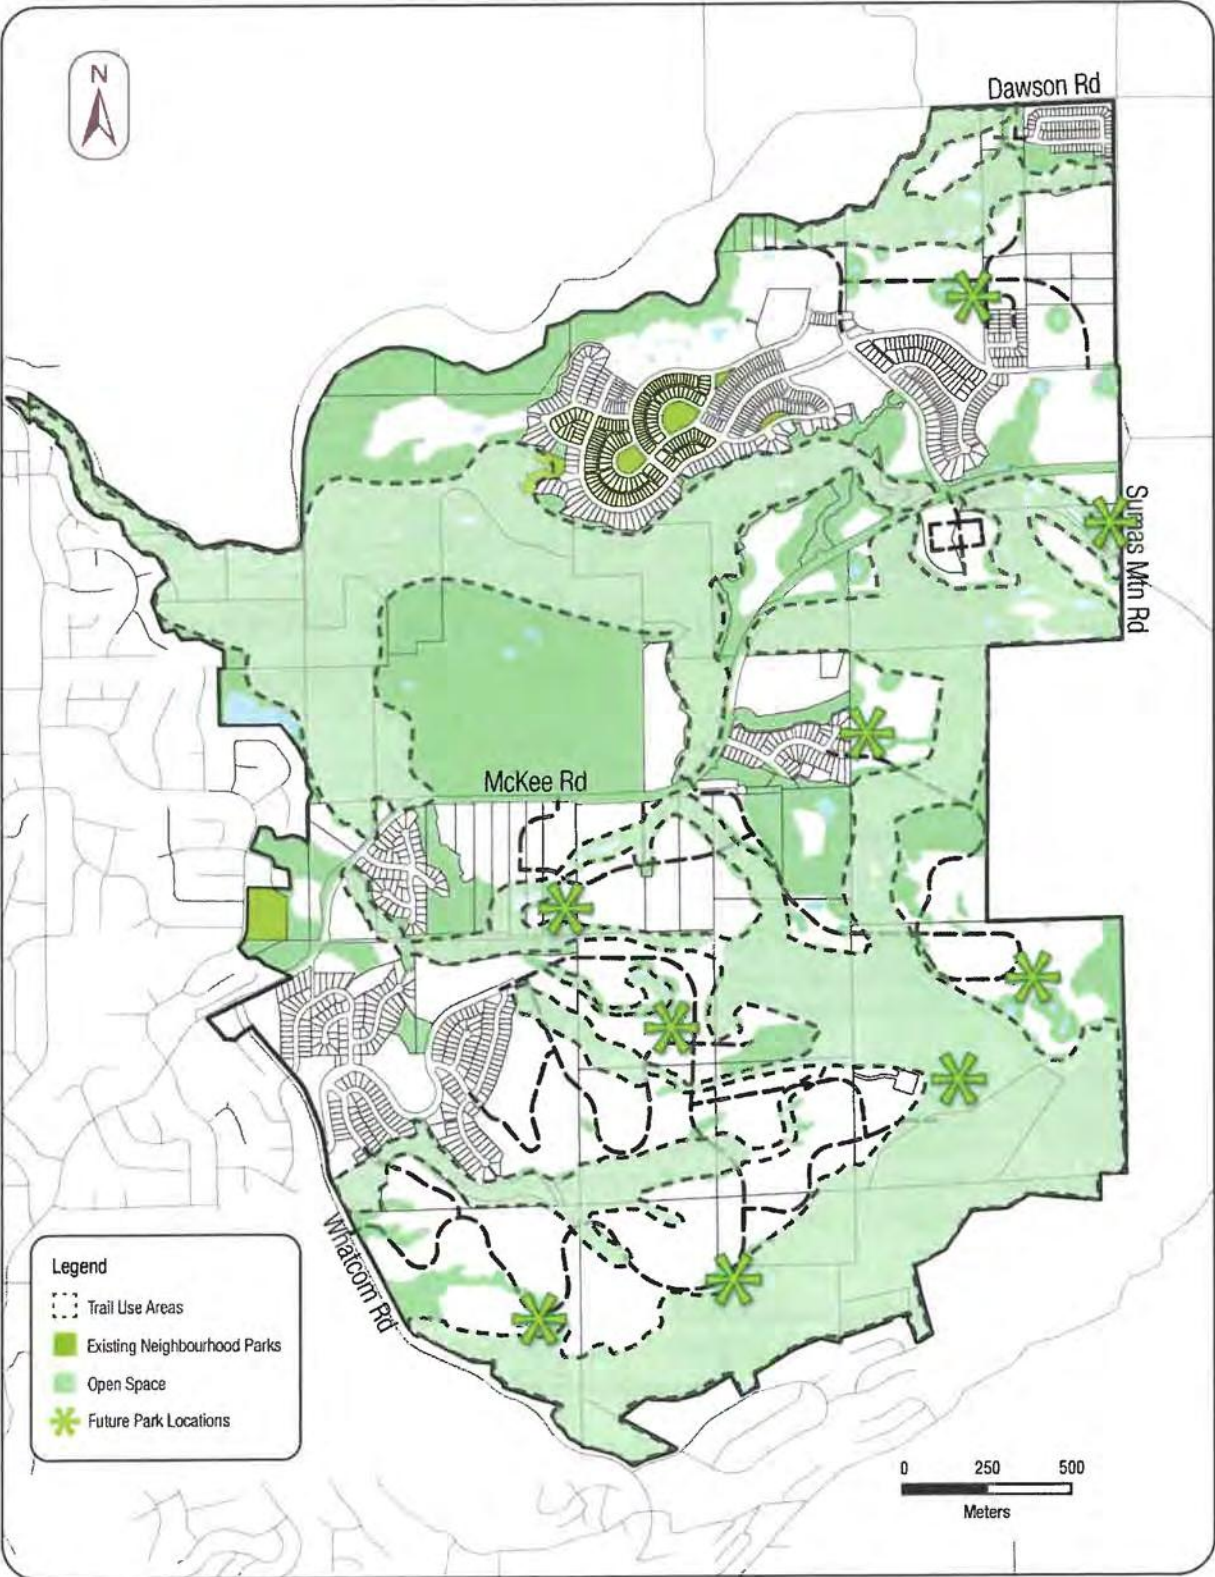 N
Dawson Rd
Sumas Mtn Rd
McKee Rd
Whatcom Rd
Legend
Trail Use Areas
Existing Neighbourhood Parks
Open Space
Future Park Locations
0 250 500
Meters